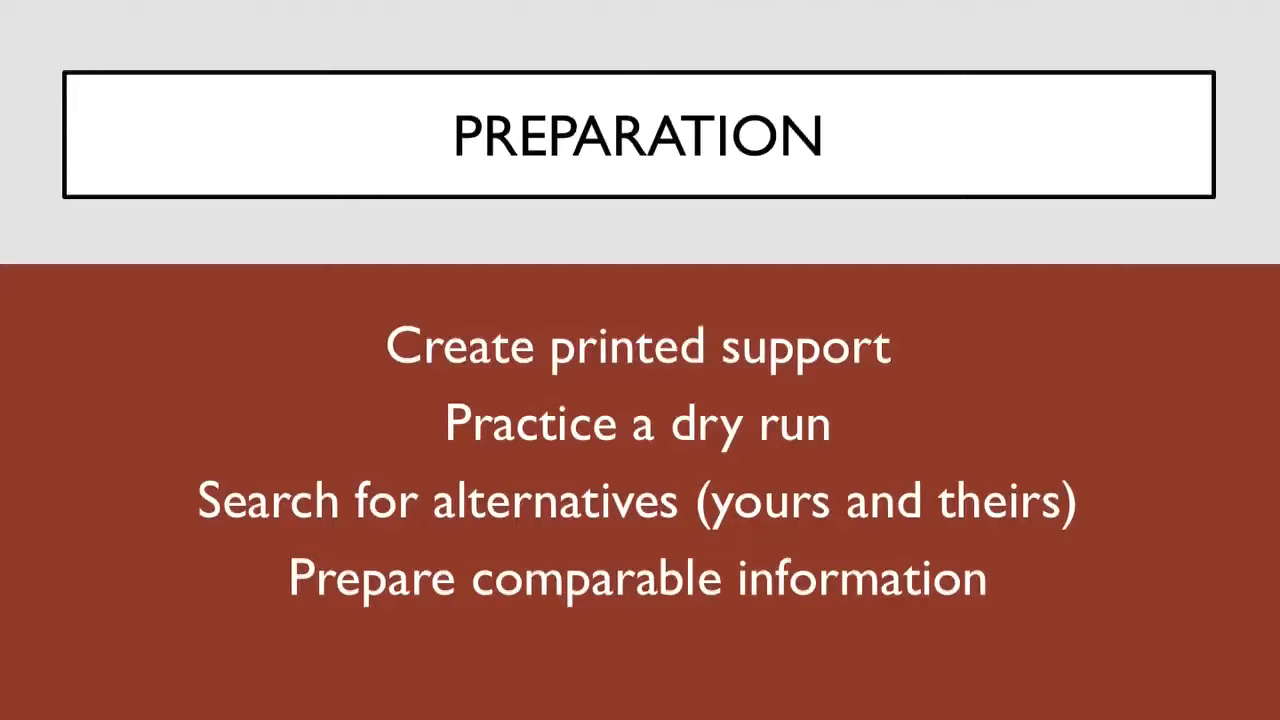 PREPARATION
Create printed support
Practice a dry run
Search for alternatives (yours and theirs)
Prepare comparable information